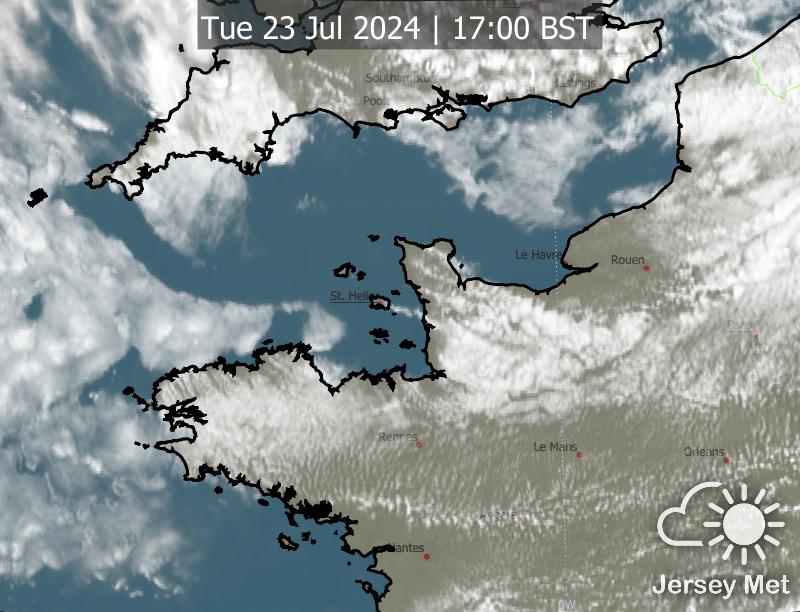 Tue 23 Jul 2024 | 17:00 BST
Southampton
Hastings
Poole
Le Havre
Rouen
St. Helier
Paris
Rennes
Le Mans
Orleans
Angers
Nantes
Jersey Met
0W